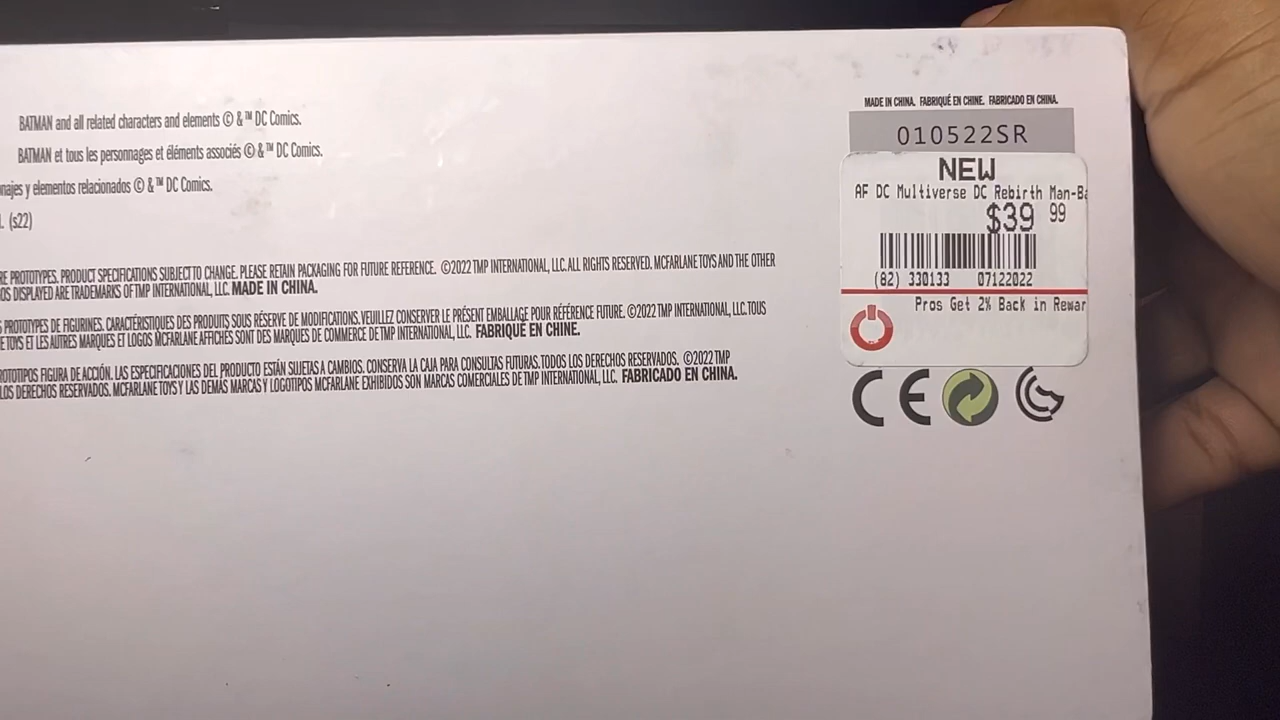 BATMAN and all related characters and elements © & ™ DC Comics.
BATMAN et tous les personnages et éléments associés © & ™ DC Comics.
najes y elementos relacionados © & ™ DC Comics.
(s22)
PROTOTYPES. PRODUCT SPECIFICATIONS SUBJECT TO CHANGE. PLEASE RETAIN PACKAGING FOR FUTURE REFERENCE. ©2022 TMP INTERNATIONAL, LLC. ALL RIGHTS RESERVED. MCFARLANE TOYS AND THE OTHER
OS DISPLAYED ARE TRADEMARKS OF TMP INTERNATIONAL, LLC. MADE IN CHINA.
PROTOTYPES DE FIGURINES. CARACTÉRISTIQUES DES PRODUITS SOUS RÉSERVE DE MODIFICATIONS. VEUILLEZ CONSERVER LE PRÉSENT EMBALLAGE POUR RÉFÉRENCE FUTURE. ©2022 TMP INTERNATIONAL, LLC. TOUS
E TOYS ET LES AUTRES MARQUES ET LOGOS MCFARLANE AFFICHÉS SONT DES MARQUES DE COMMERCE DE TMP INTERNATIONAL, LLC. FABRIQUÉ EN CHINE.
ROTOTIPOS FIGURA DE ACCIÓN. LAS ESPECIFICACIONES DEL PRODUCTO ESTÁN SUJETAS A CAMBIOS. CONSERVA LA CAJA PARA CONSULTAS FUTURAS. TODOS LOS DERECHOS RESERVADOS. ©2022 TMP
LOS DERECHOS RESERVADOS. MCFARLANE TOYS Y LAS DEMÁS MARCAS Y LOGOTIPOS MCFARLANE EXHIBIDOS SON MARCAS COMERCIALES DE TMP INTERNATIONAL, LLC. FABRICADO EN CHINA.
MADE IN CHINA. FABRIQUÉ EN CHINE. FABRICADO EN CHINA.
010522SR
NEW
AF DC Multiverse DC Rebirth Man-Ba
$39 99
(82) 330133 07122022
Pros Get 2% Back in Rewar
CE